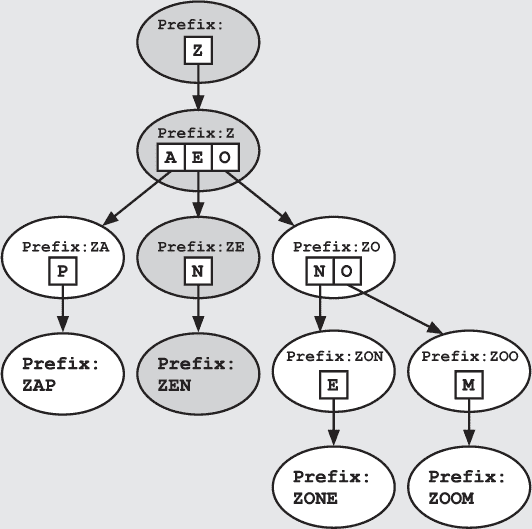 Prefix:
Z
Prefix:Z
A E O
Prefix:ZA
P
Prefix:ZE
N
Prefix:ZO
N O
Prefix:
ZAP
Prefix:
ZEN
Prefix:ZON
E
Prefix:ZOO
M
Prefix:
ZONE
Prefix:
ZOOM